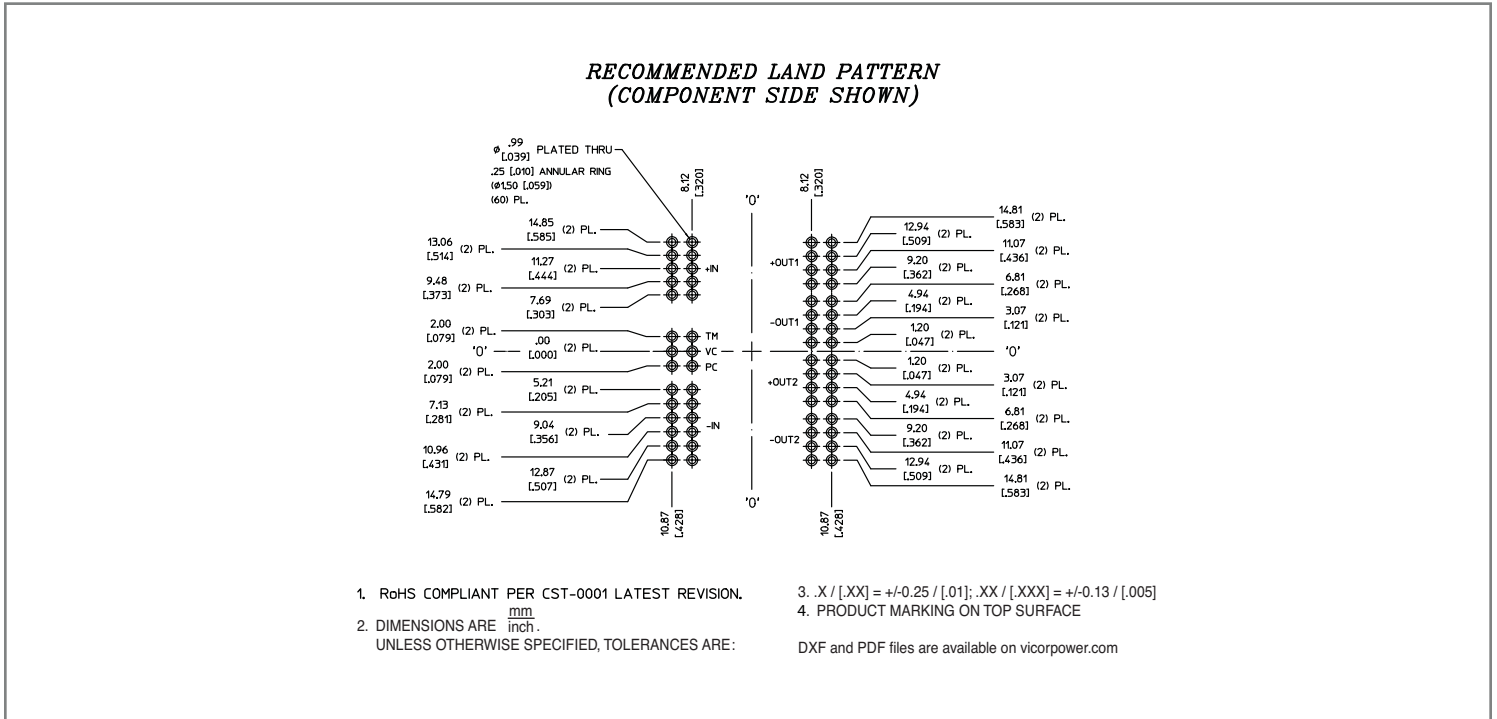 RECOMMENDED LAND PATTERN
(COMPONENT SIDE SHOWN)
ø .99 [.039] PLATED THRU
.25 [.010] ANNULAR RING
(ø1.50 [.059])
(60) PL.
8.12 [.320]
'0'
8.12 [.320]
14.85 [.585] (2) PL.
13.06 [.514] (2) PL.
11.27 [.444] (2) PL.
9.48 [.373] (2) PL.
7.69 [.303] (2) PL.
2.00 [.079] (2) PL.
'0'
.00 [.000] (2) PL.
2.00 [.079] (2) PL.
5.21 [.205] (2) PL.
7.13 [.281] (2) PL.
9.04 [.356] (2) PL.
10.96 [.431] (2) PL.
12.87 [.507] (2) PL.
14.79 [.582] (2) PL.
+IN
TM
VC
PC
-IN
10.87 [.428]
'0'
10.87 [.428]
+OUT1
-OUT1
+OUT2
-OUT2
14.81 [.583] (2) PL.
12.94 [.509] (2) PL.
11.07 [.436] (2) PL.
9.20 [.362] (2) PL.
6.81 [.268] (2) PL.
4.94 [.194] (2) PL.
3.07 [.121] (2) PL.
1.20 [.047] (2) PL.
'0'
1.20 [.047] (2) PL.
3.07 [.121] (2) PL.
4.94 [.194] (2) PL.
6.81 [.268] (2) PL.
9.20 [.362] (2) PL.
11.07 [.436] (2) PL.
12.94 [.509] (2) PL.
14.81 [.583] (2) PL.
1. RoHS COMPLIANT PER CST-0001 LATEST REVISION.
2. DIMENSIONS ARE mm / inch.
UNLESS OTHERWISE SPECIFIED, TOLERANCES ARE:
3. .X / [.XX] = +/-0.25 / [.01]; .XX / [.XXX] = +/-0.13 / [.005]
4. PRODUCT MARKING ON TOP SURFACE
DXF and PDF files are available on vicorpower.com